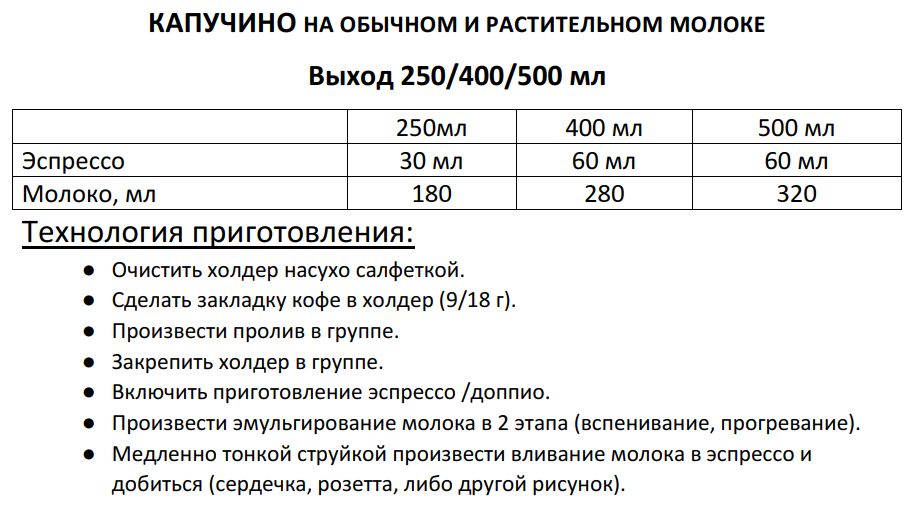 КАПУЧИНО НА ОБЫЧНОМ И РАСТИТЕЛЬНОМ МОЛОКЕ
Выход 250/400/500 мл
250мл 400 мл 500 мл
Эспрессо 30 мл 60 мл 60 мл
Молоко, мл 180 280 320
Технология приготовления:
● Очистить холдер насухо салфеткой.
● Сделать закладку кофе в холдер (9/18 г).
● Произвести пролив в группе.
● Закрепить холдер в группе.
● Включить приготовление эспрессо /доппио.
● Произвести эмульгирование молока в 2 этапа (вспенивание, прогревание).
● Медленно тонкой струйкой произвести вливание молока в эспрессо и
добиться (сердечка, розетта, либо другой рисунок).